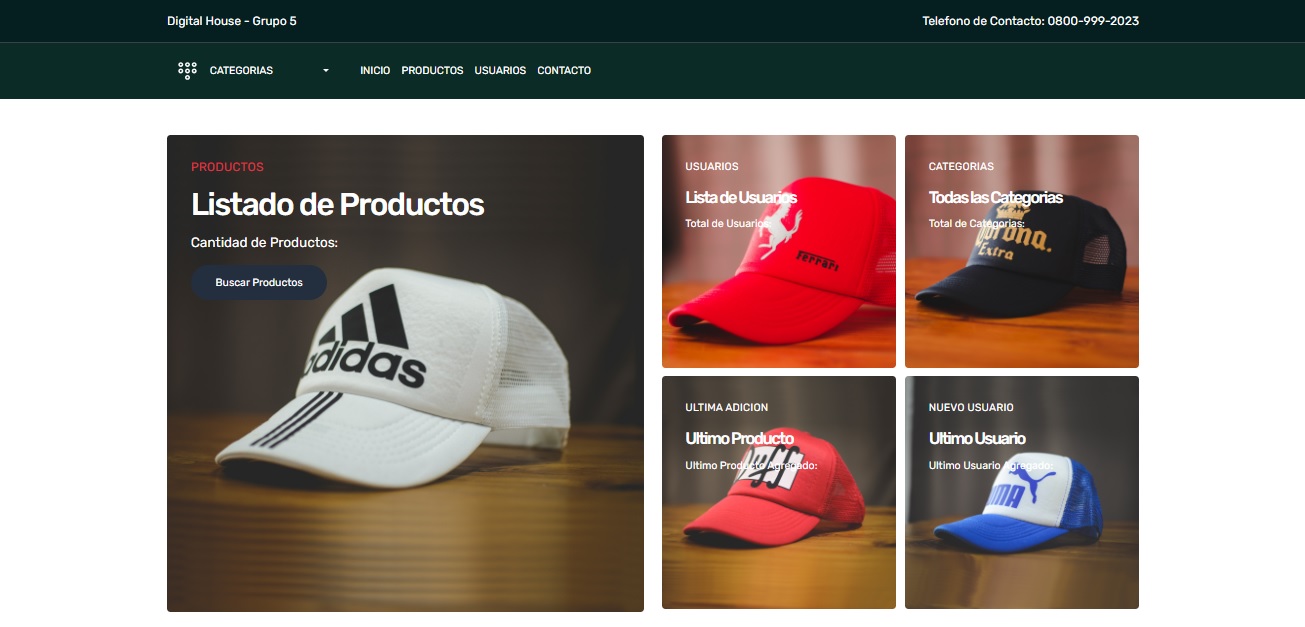 Digital House - Grupo 5
Telefono de Contacto: 0800-999-2023
CATEGORIAS
INICIO PRODUCTOS USUARIOS CONTACTO
PRODUCTOS
Listado de Productos
Cantidad de Productos:
Buscar Productos
adidas
USUARIOS
Lista de Usuarios
Total de Usuarios:
Ferrari
CATEGORIAS
Todas las Categorias
Total de Categorias:
Corona.
Extra
ULTIMA ADICION
Ultimo Producto
Ultimo Producto Agregado:
NUEVO USUARIO
Ultimo Usuario
Ultimo Usuario Agregado: